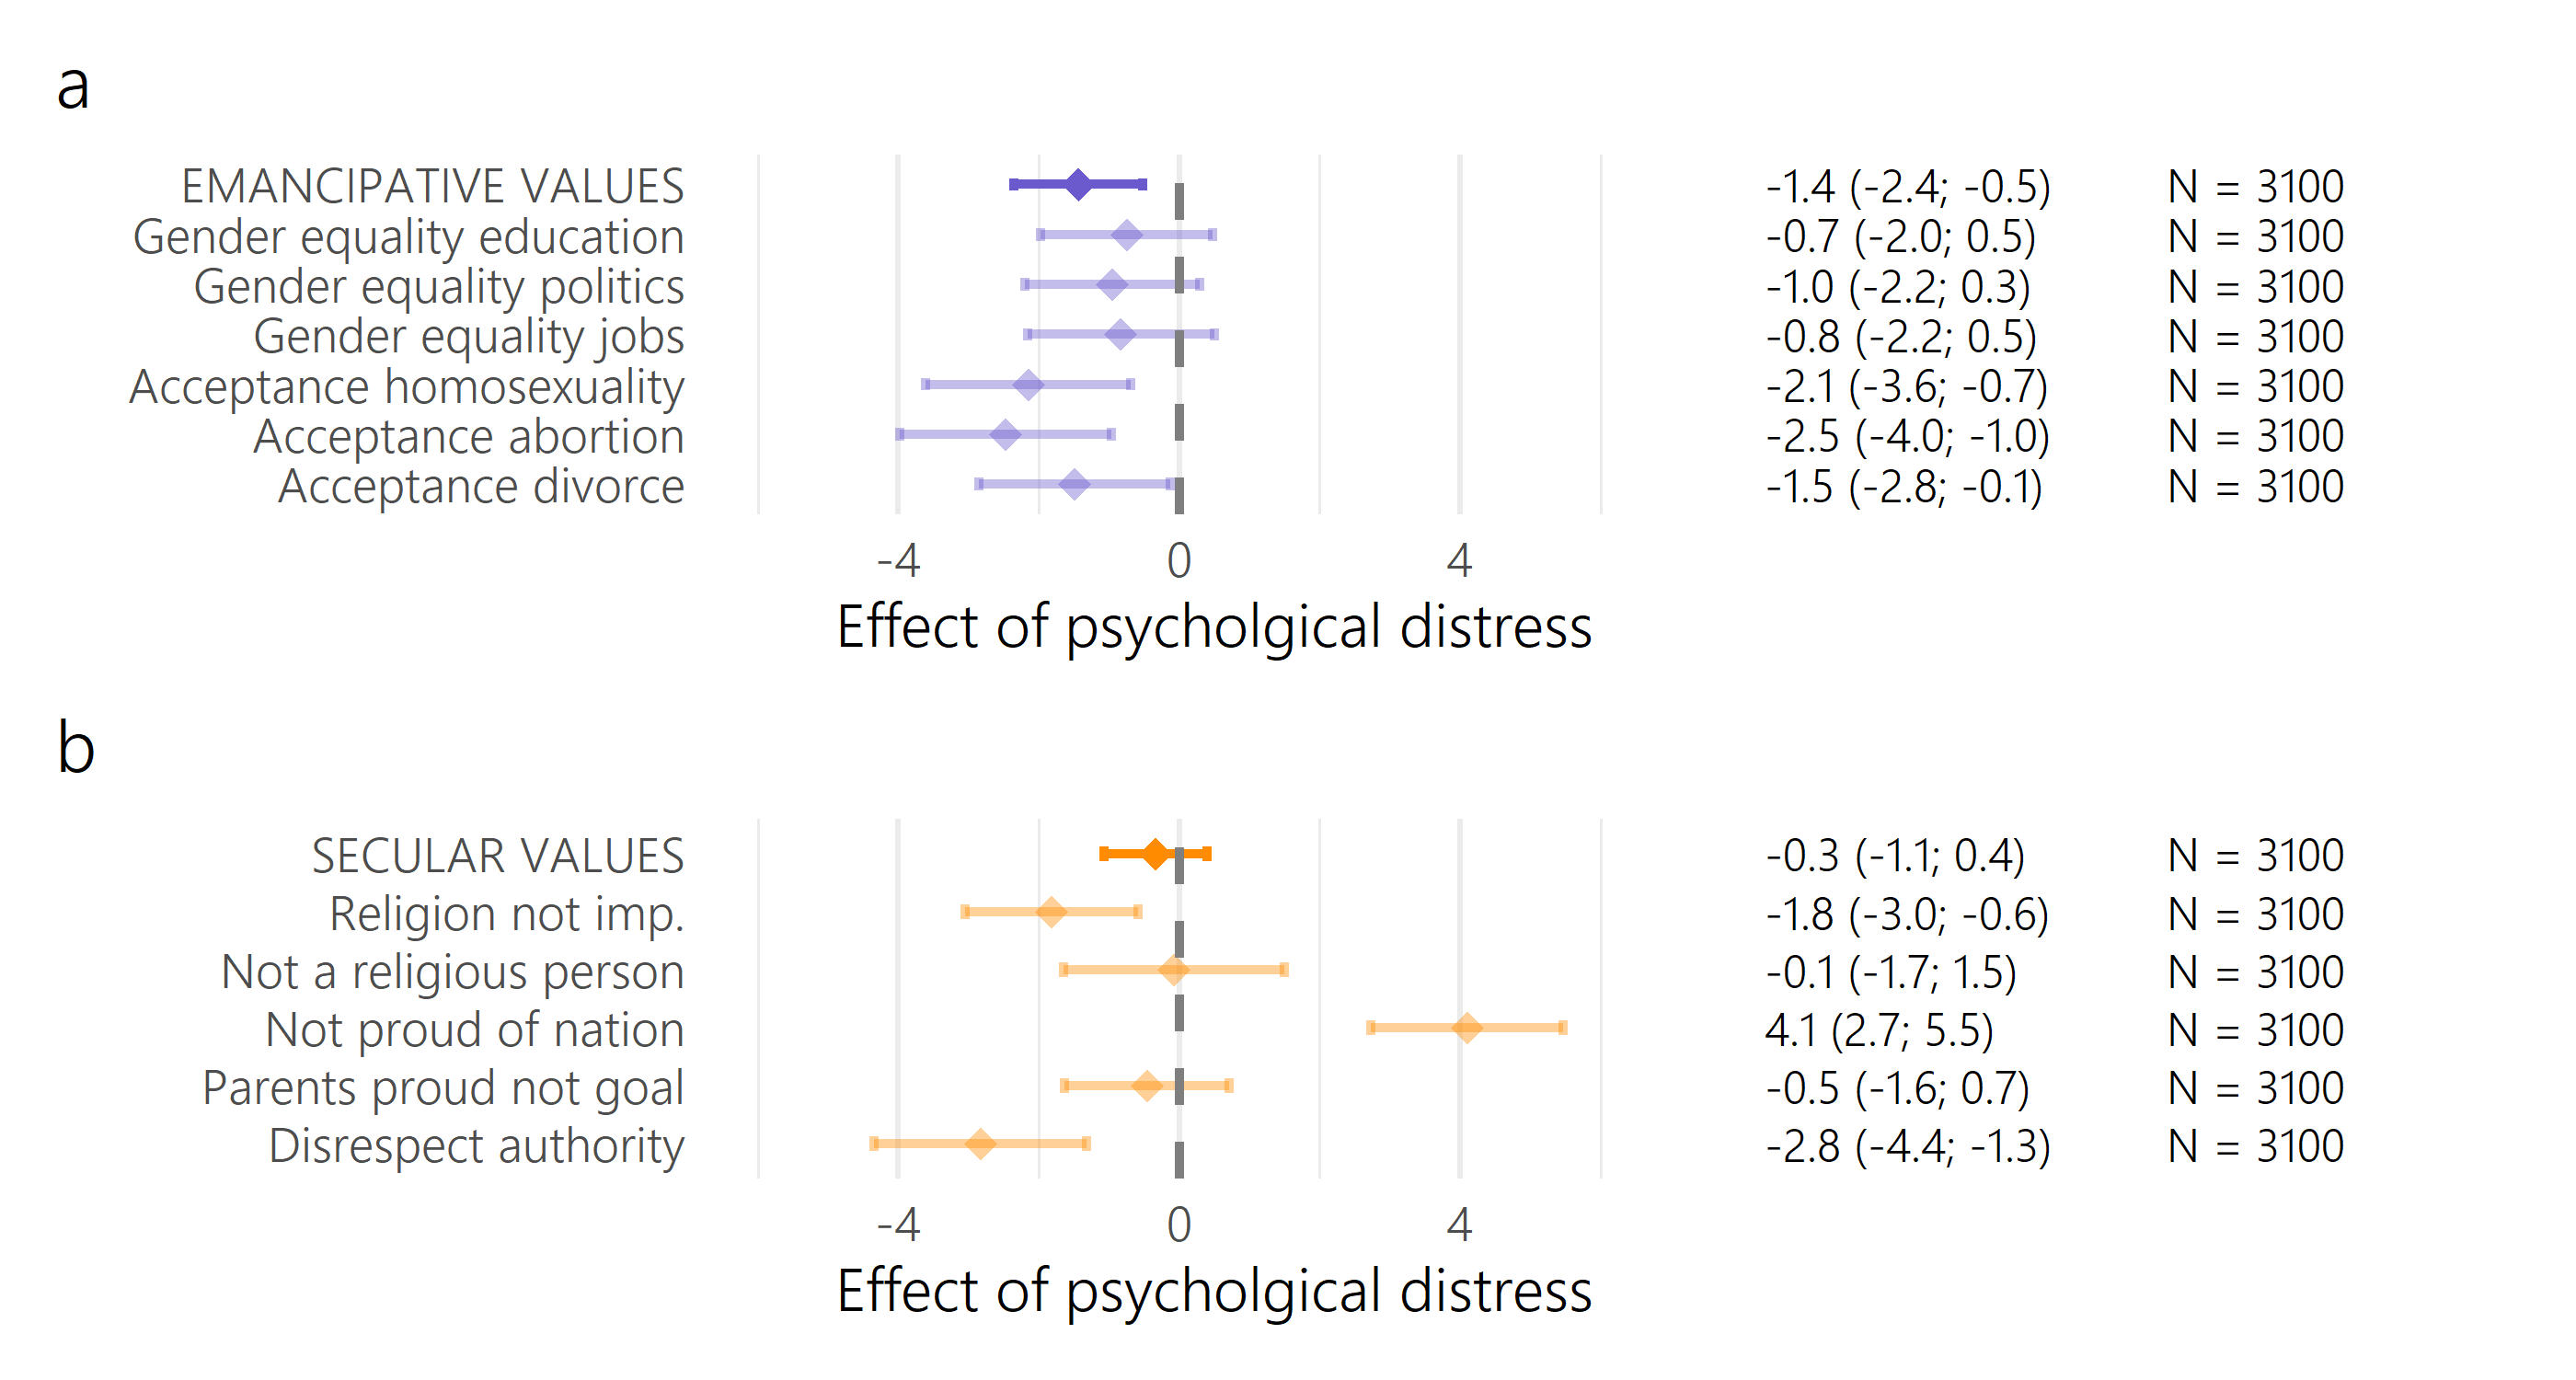 a
EMANCIPATIVE VALUES -1.4 (-2.4; -0.5) N = 3100
Gender equality education -0.7 (-2.0; 0.5) N = 3100
Gender equality politics -1.0 (-2.2; 0.3) N = 3100
Gender equality jobs -0.8 (-2.2; 0.5) N = 3100
Acceptance homosexuality -2.1 (-3.6; -0.7) N = 3100
Acceptance abortion -2.5 (-4.0; -1.0) N = 3100
Acceptance divorce -1.5 (-2.8; -0.1) N = 3100
-4 0 4
Effect of psycholgical distress
b
SECULAR VALUES -0.3 (-1.1; 0.4) N = 3100
Religion not imp. -1.8 (-3.0; -0.6) N = 3100
Not a religious person -0.1 (-1.7; 1.5) N = 3100
Not proud of nation 4.1 (2.7; 5.5) N = 3100
Parents proud not goal -0.5 (-1.6; 0.7) N = 3100
Disrespect authority -2.8 (-4.4; -1.3) N = 3100
-4 0 4
Effect of psycholgical distress